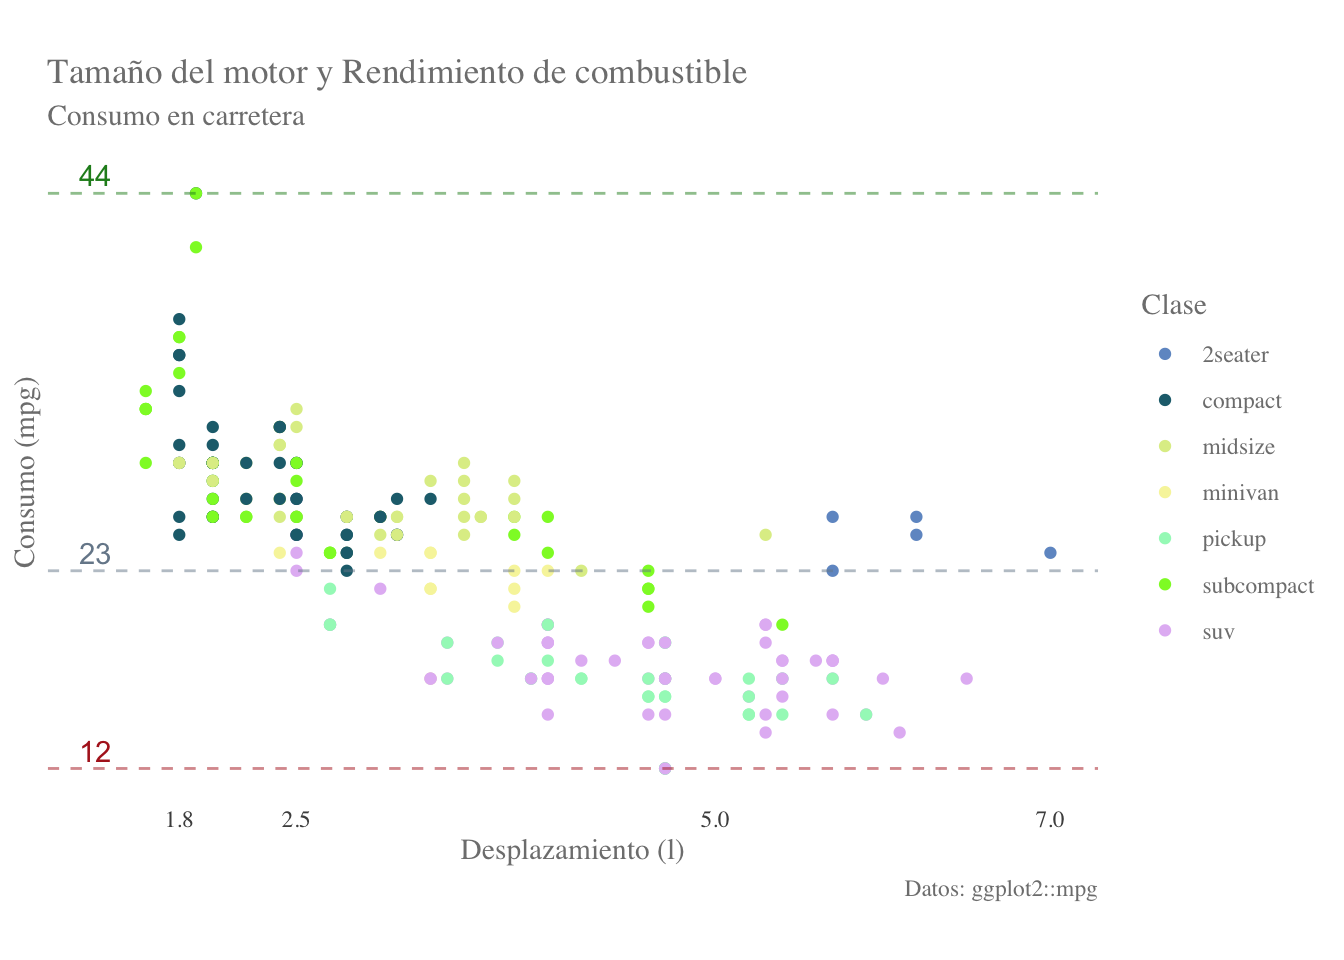 Tamaño del motor y Rendimiento de combustible
Consumo en carretera
44
23
12
Consumo (mpg)
1.8 2.5 5.0 7.0
Desplazamiento (l)
Clase
2seater
compact
midsize
minivan
pickup
subcompact
suv
Datos: ggplot2::mpg